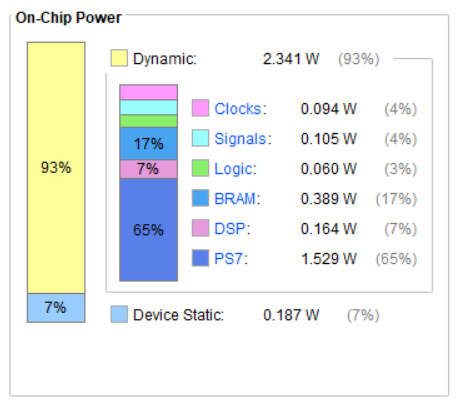 On-Chip Power
Dynamic: 2.341 W (93%)
Clocks: 0.094 W (4%)
Signals: 0.105 W (4%)
17% Logic: 0.060 W (3%)
93% 7% BRAM: 0.389 W (17%)
65% DSP: 0.164 W (7%)
PS7: 1.529 W (65%)
7% Device Static: 0.187 W (7%)